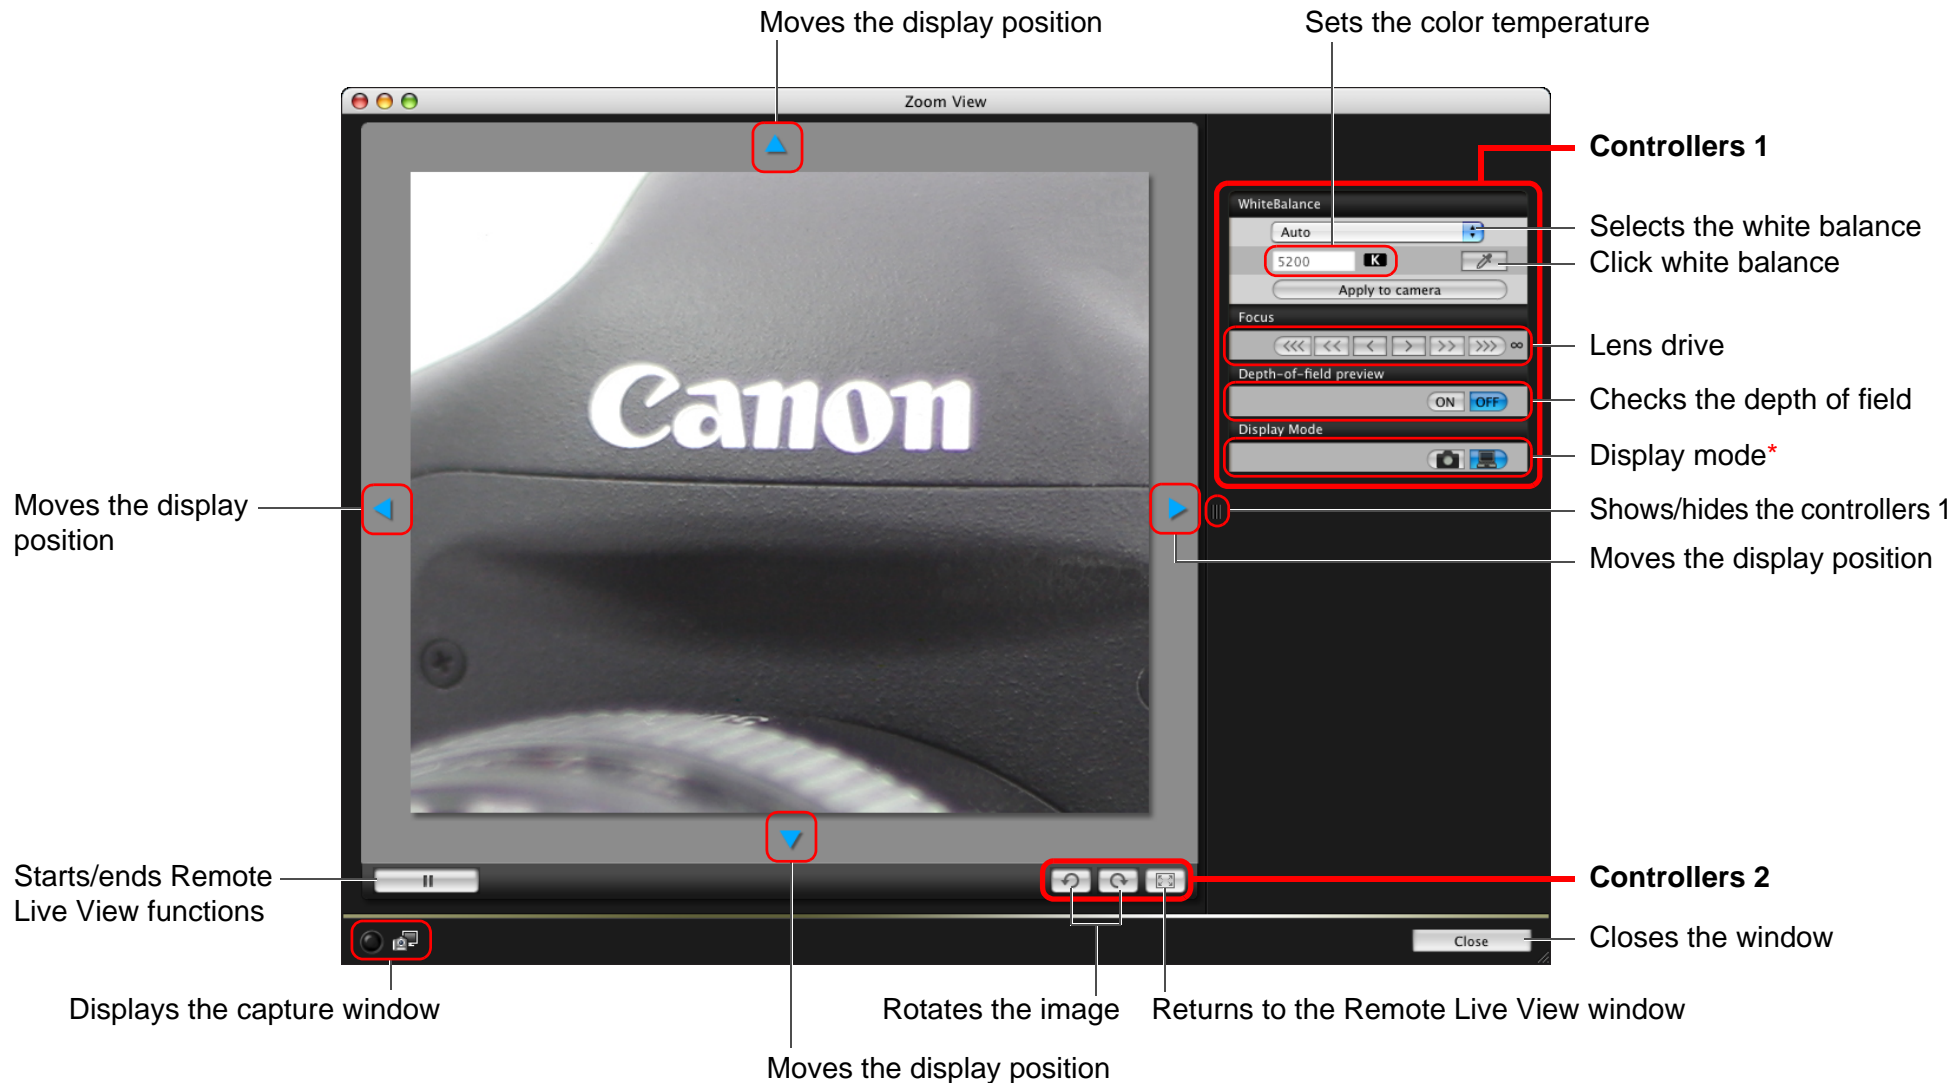 Moves the display position
Sets the color temperature
Zoom View
Controllers 1
WhiteBalance
Auto
Selects the white balance
5200 K
Click white balance
Apply to camera
Focus
<<< << < > >> >>> ∞
Lens drive
Depth-of-field preview
ON OFF
Checks the depth of field
Display Mode
Display mode*
Canon
Moves the display
position
Shows/hides the controllers 1
Moves the display position
Starts/ends Remote
Live View functions
Controllers 2
Close
Closes the window
Displays the capture window
Rotates the image
Returns to the Remote Live View window
Moves the display position